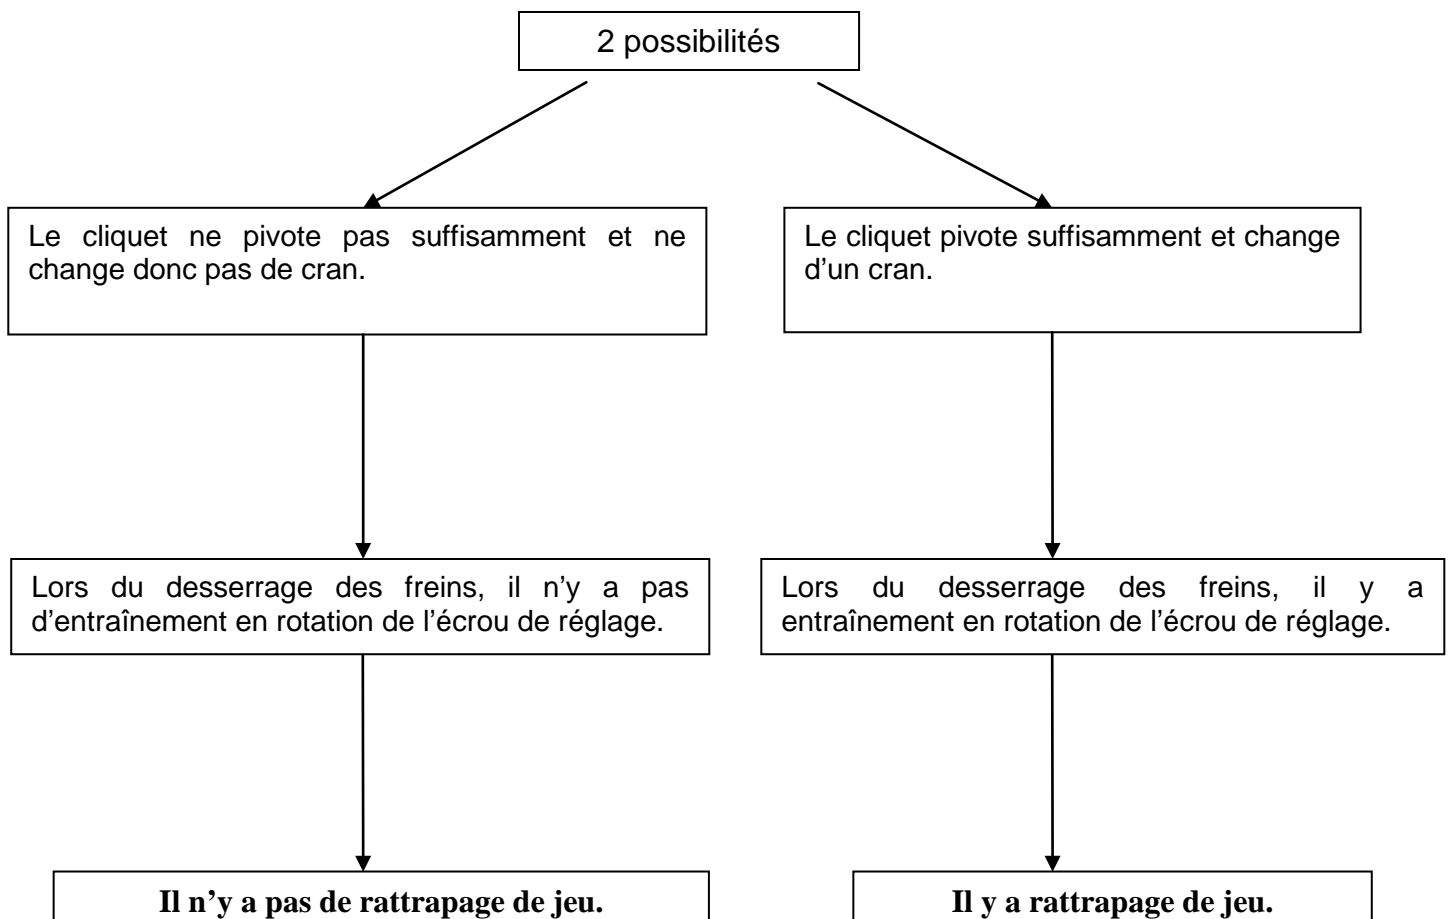 2 possibilités
Le cliquet ne pivote pas suffisamment et ne
change donc pas de cran.
Le cliquet pivote suffisamment et change
d’un cran.
Lors du desserrage des freins, il n’y a pas
d’entraînement en rotation de l’écrou de réglage.
Lors du desserrage des freins, il y a
entraînement en rotation de l’écrou de réglage.
Il n’y a pas de rattrapage de jeu.
Il y a rattrapage de jeu.